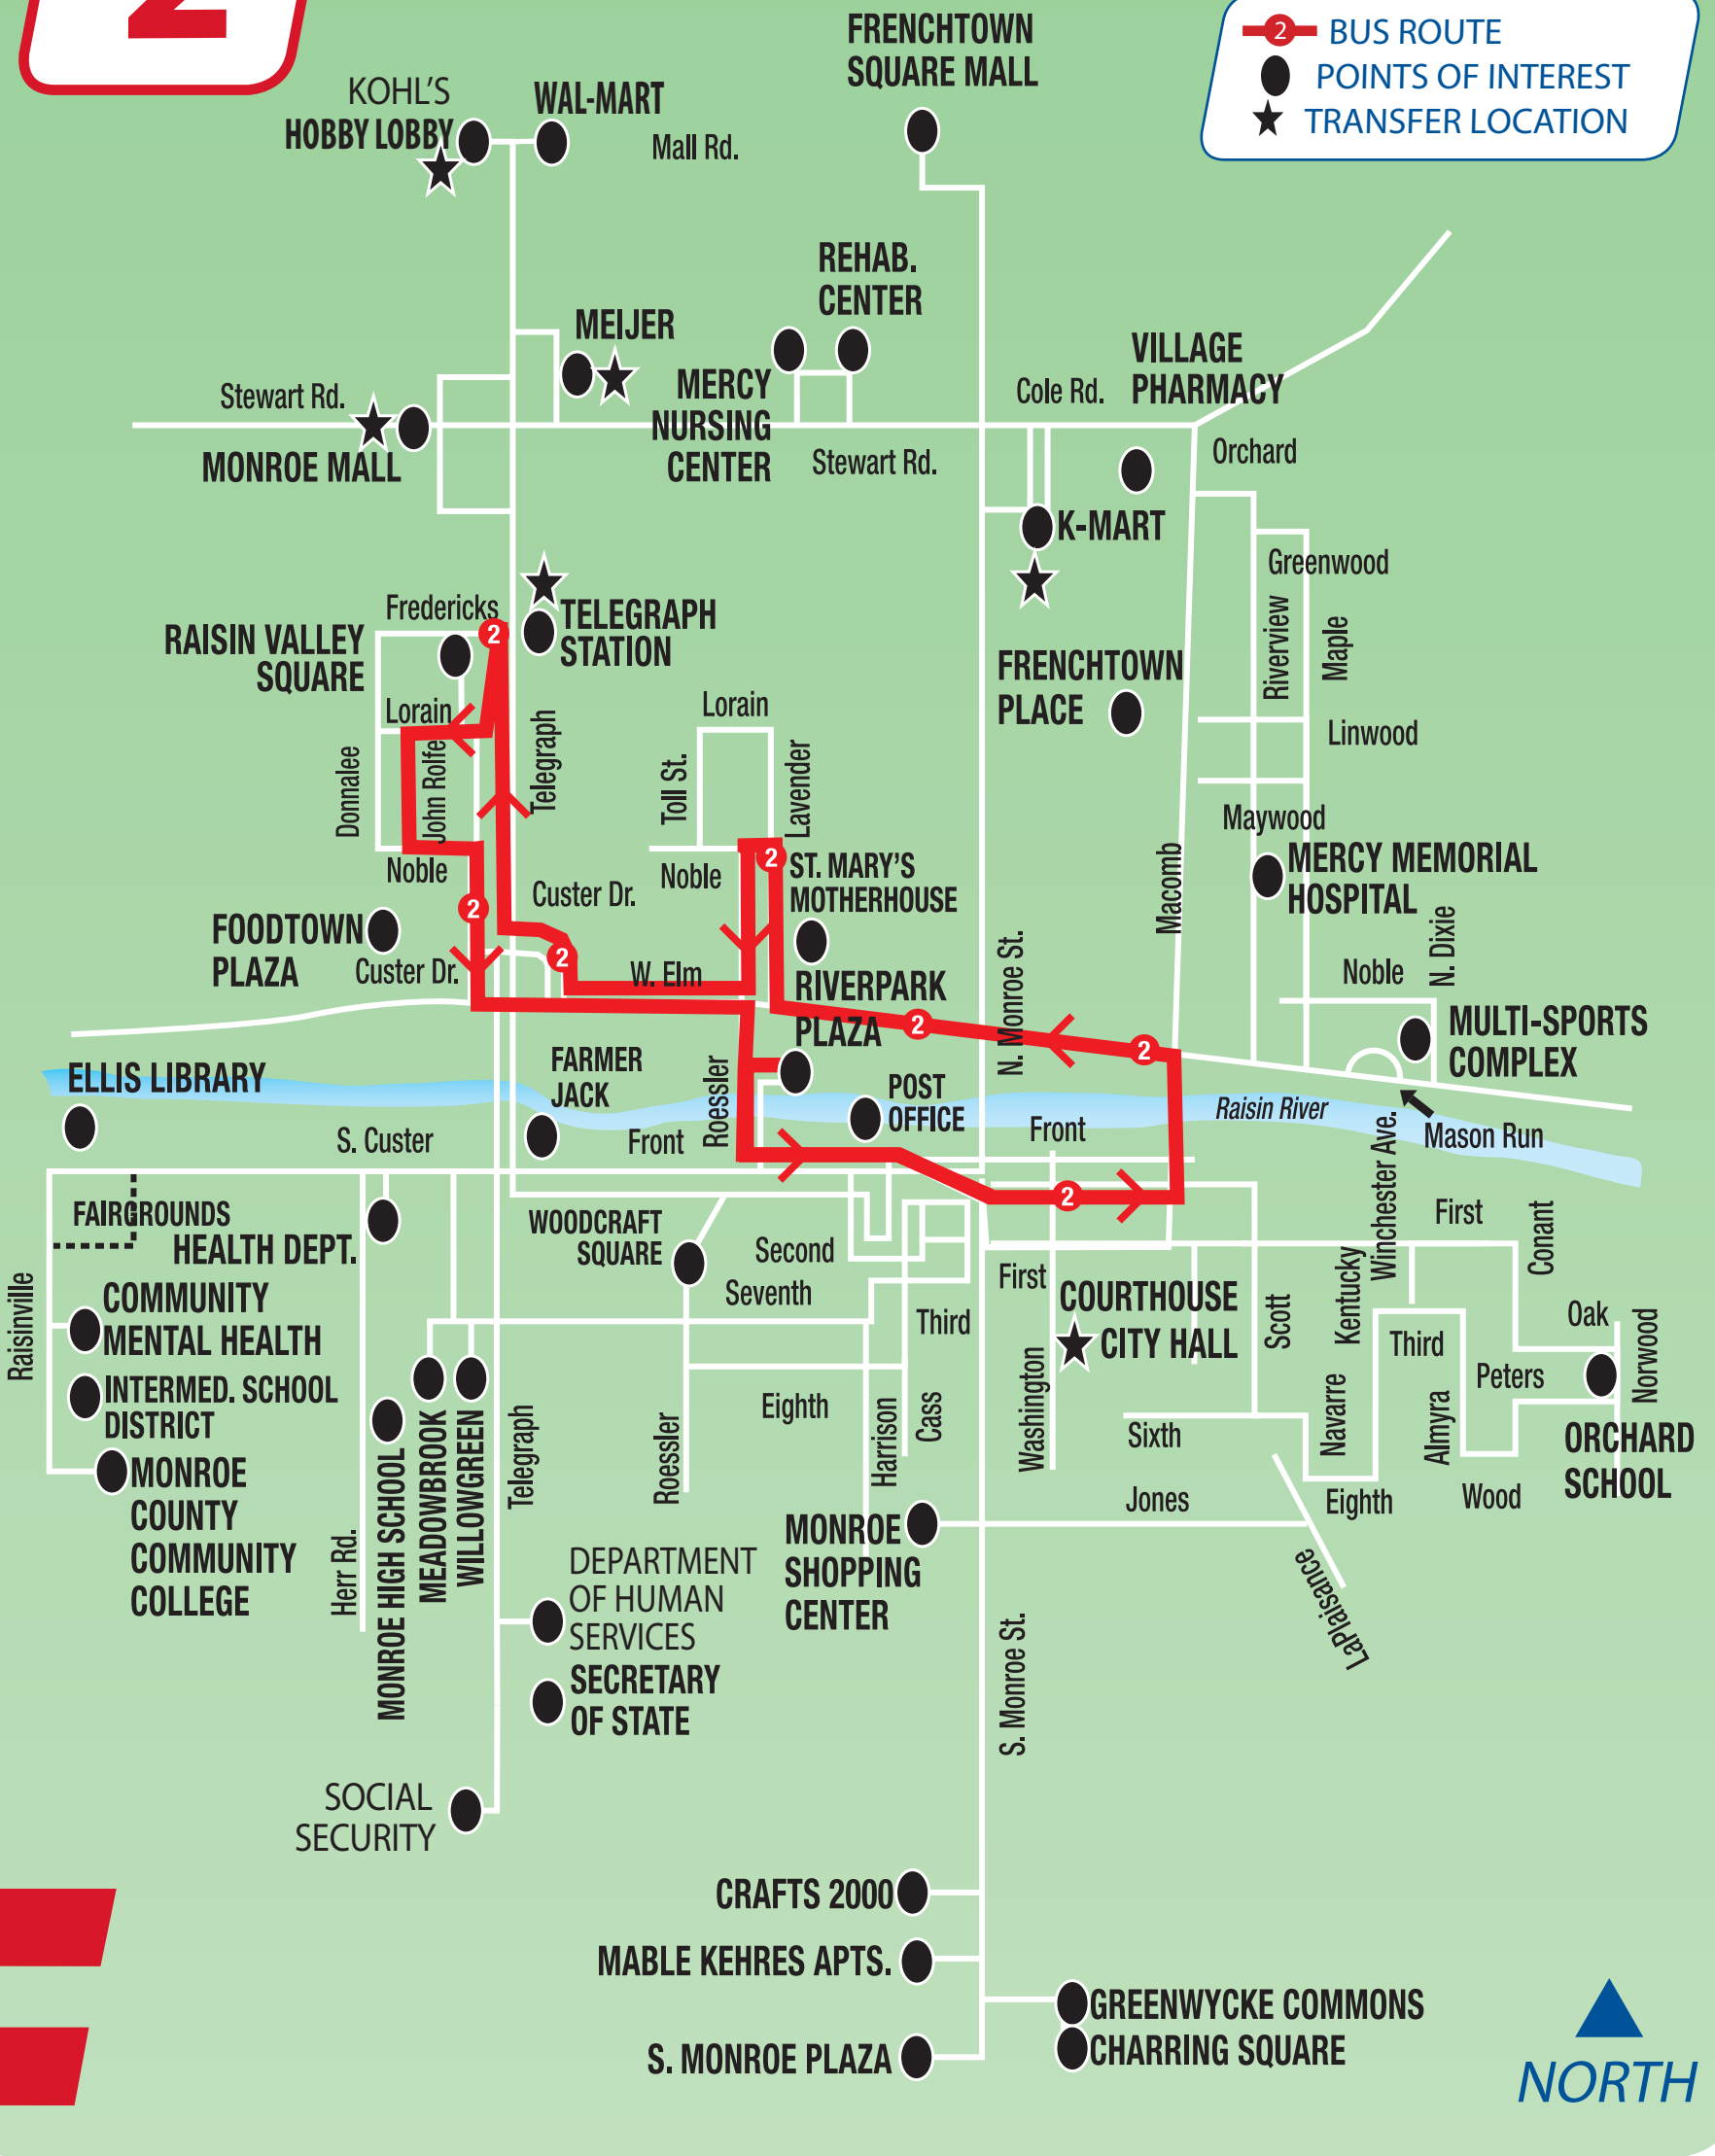 2
2 BUS ROUTE
POINTS OF INTEREST
TRANSFER LOCATION
FRENCHTOWN
SQUARE MALL
KOHL'S
HOBBY LOBBY
WAL-MART
Mall Rd.
REHAB.
CENTER
MEIJER
MERCY
NURSING
CENTER
VILLAGE
PHARMACY
Cole Rd.
Stewart Rd.
MONROE MALL
Stewart Rd.
Orchard
K-MART
Greenwood
Riverview
Maple
Fredericks
2
TELEGRAPH
STATION
RAISIN VALLEY
SQUARE
FRENCHTOWN
PLACE
Lorain
Lorain
Linwood
Donnalee
John Rolfe
Telegraph
Toll St.
Lavender
Maywood
Noble
Noble
2
ST. MARY'S
MOTHERHOUSE
Macomb
MERCY MEMORIAL
HOSPITAL
Custer Dr.
2
FOODTOWN
PLAZA
Custer Dr.
2
W. Elm
RIVERPARK
PLAZA
2
N. Monroe St.
2
Noble
N. Dixie
MULTI-SPORTS
COMPLEX
ELLIS LIBRARY
FARMER
JACK
Roessler
POST
OFFICE
Raisin River
Mason Run
S. Custer
Front
Front
2
Winchester Ave.
FAIRGROUNDS
HEALTH DEPT.
WOODCRAFT
SQUARE
Second
Seventh
First
First
Conant
COURTHOUSE
CITY HALL
Scott
Kentucky
Raisinville
COMMUNITY
MENTAL HEALTH
INTERMED. SCHOOL
DISTRICT
MONROE
COUNTY
COMMUNITY
COLLEGE
Third
Third
Oak
Norwood
Peters
Herr Rd.
MONROE HIGH SCHOOL
MEADOWBROOK
WILLOWGREEN
Telegraph
Roessler
Eighth
Harrison
Cass
Washington
Sixth
Navarre
Almyra
ORCHARD
SCHOOL
Jones
Eighth
Wood
MONROE
SHOPPING
CENTER
LaPlaisance
DEPARTMENT
OF HUMAN
SERVICES
SECRETARY
OF STATE
S. Monroe St.
SOCIAL
SECURITY
CRAFTS 2000
MABLE KEHRES APTS.
GREENWYCKE COMMONS
CHARRING SQUARE
S. MONROE PLAZA
NORTH